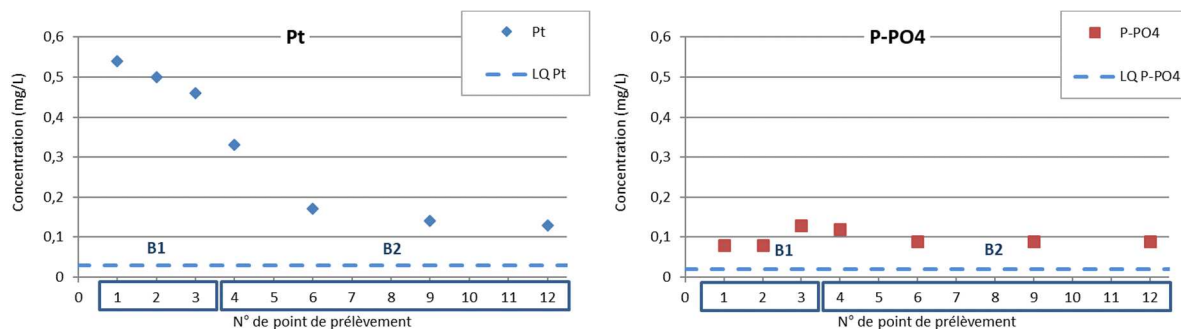 Pt
Pt
LQ Pt
Concentration (mg/L)
0,6
0,5
0,4
0,3
0,2
0,1
0
B1
B2
0 1 2 3 4 5 6 7 8 9 10 11 12
N° de point de prélèvement
P-PO4
P-PO4
LQ P-PO4
Concentration (mg/L)
0,6
0,5
0,4
0,3
0,2
0,1
0
B1
B2
0 1 2 3 4 5 6 7 8 9 10 11 12
N° de point de prélèvement